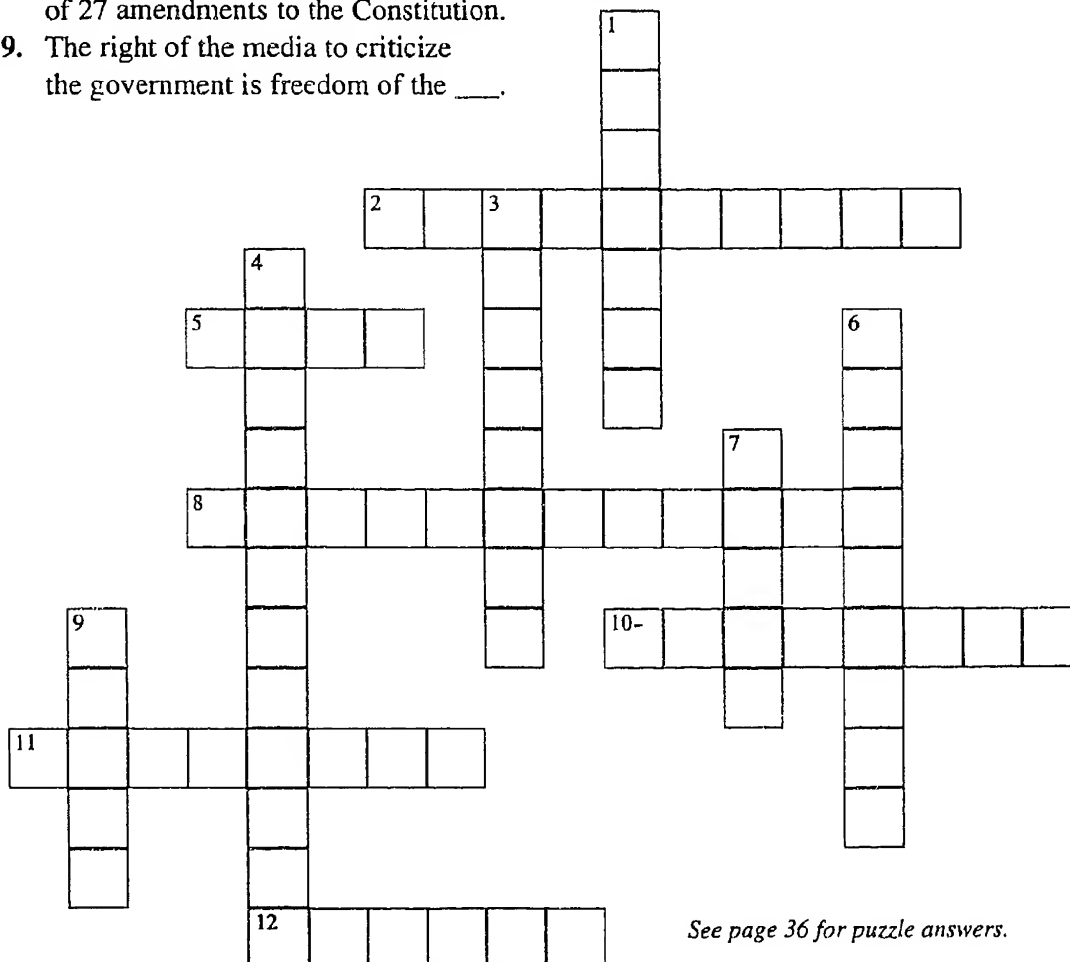 of 27 amendments to the Constitution.
9. The right of the media to criticize
the government is freedom of the ___.
1
2 3
4
5 6
7
8
9 10-
11
12
See page 36 for puzzle answers.